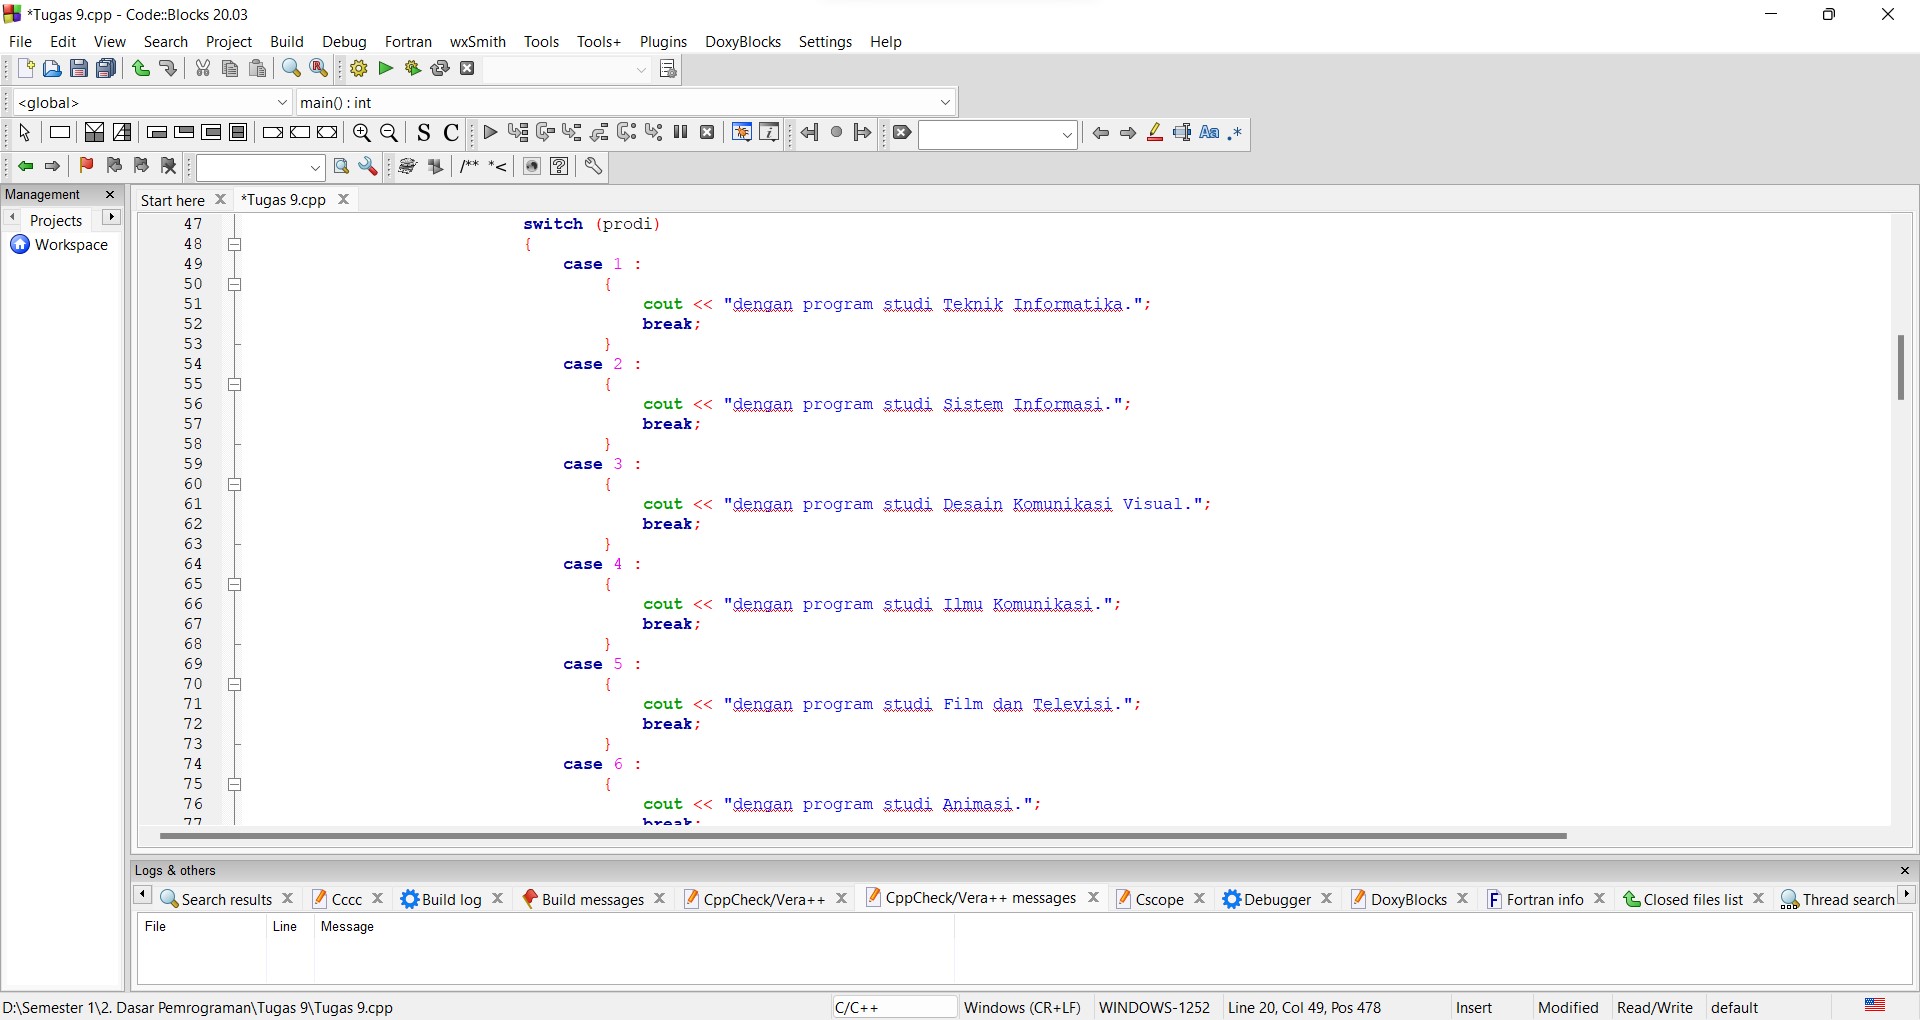 *Tugas 9.cpp - Code::Blocks 20.03
File Edit View Search Project Build Debug Fortran wxSmith Tools Tools+ Plugins DoxyBlocks Settings Help
<global> main() : int
S C
/** *<
Management
Start here *Tugas 9.cpp
Projects
Workspace
47 switch (prodi)
48 {
49 case 1 :
50 {
51 cout << "dengan program studi Teknik Informatika.";
52 break;
53 }
54 case 2 :
55 {
56 cout << "dengan program studi Sistem Informasi.";
57 break;
58 }
59 case 3 :
60 {
61 cout << "dengan program studi Desain Komunikasi Visual.";
62 break;
63 }
64 case 4 :
65 {
66 cout << "dengan program studi Ilmu Komunikasi.";
67 break;
68 }
69 case 5 :
70 {
71 cout << "dengan program studi Film dan Televisi.";
72 break;
73 }
74 case 6 :
75 {
76 cout << "dengan program studi Animasi.";
77 break;
Logs & others
Search results Cccc Build log Build messages CppCheck/Vera++ CppCheck/Vera++ messages Cscope Debugger DoxyBlocks Fortran info Closed files list Thread search
File Line Message
D:\Semester 1\2. Dasar Pemrograman\Tugas 9\Tugas 9.cpp C/C++ Windows (CR+LF) WINDOWS-1252 Line 20, Col 49, Pos 478 Insert Modified Read/Write default